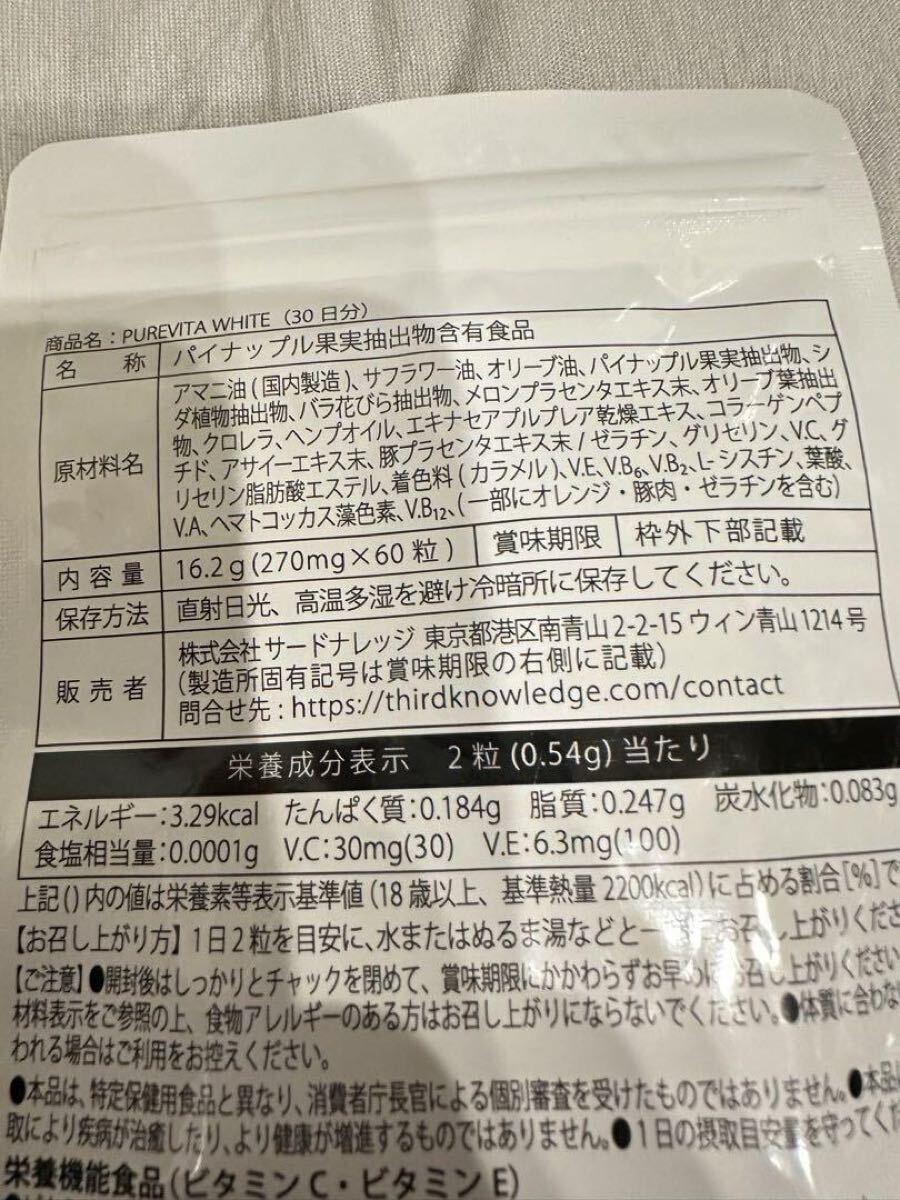 商品名：PUREVITA WHITE（30 日分）
名　称　パイナップル果実抽出物含有食品
原材料名
アマニ油(国内製造)、サフラワー油、オリーブ油、パイナップル果実抽出物、シ
ダ植物抽出物、バラ花びら抽出物、メロンプラセンタエキス末、オリーブ葉抽出
物、クロレラ、ヘンプオイル、エキナセアプルプレア乾燥エキス、コラーゲンペプ
チド、アサイーエキス末、豚プラセンタエキス末/ゼラチン、グリセリン、V.C、グ
リセリン脂肪酸エステル、着色料(カラメル)、V.E、V.B₆、V.B₂、L-シスチン、葉酸、
V.A、ヘマトコッカス藻色素、V.B₁₂、(一部にオレンジ・豚肉・ゼラチンを含む)
内容量　16.2g(270mg×60粒)　賞味期限　枠外下部記載
保存方法　直射日光、高温多湿を避け冷暗所に保存してください。
販売者
株式会社サードナレッジ 東京都港区南青山2-2-15 ウィン青山1214号
（製造所固有記号は賞味期限の右側に記載）
問合せ先：https://thirdknowledge.com/contact
栄養成分表示　2粒(0.54g)当たり
エネルギー：3.29kcal　たんぱく質：0.184g　脂質：0.247g　炭水化物：0.083g
食塩相当量：0.0001g　V.C：30mg(30)　V.E：6.3mg(100)
上記()内の値は栄養素等表示基準値(18歳以上、基準熱量2200kcal)に占める割合[%]で
【お召し上がり方】1日2粒を目安に、水またはぬるま湯などと一 にお召し上がりくださ
【ご注意】●開封後はしっかりとチャックを閉めて、賞味期限にかかわらずお早めにお召し上がりください
材料表示をご参照の上、食物アレルギーのある方はお召し上がりにならないでください。●体質に合わな
われる場合はご利用をお控えください。
●本品は、特定保健用食品と異なり、消費者庁長官による個別審査を受けたものではありません。●本品
取により疾病が治癒したり、より健康が増進するものではありません。●1日の摂取目安量を守ってくだ
栄養機能食品(ビタミンC・ビタミンE)